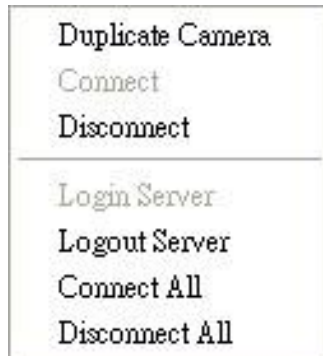 Duplicate Camera
Connect
Disconnect
Login Server
Logout Server
Connect All
Disconnect All